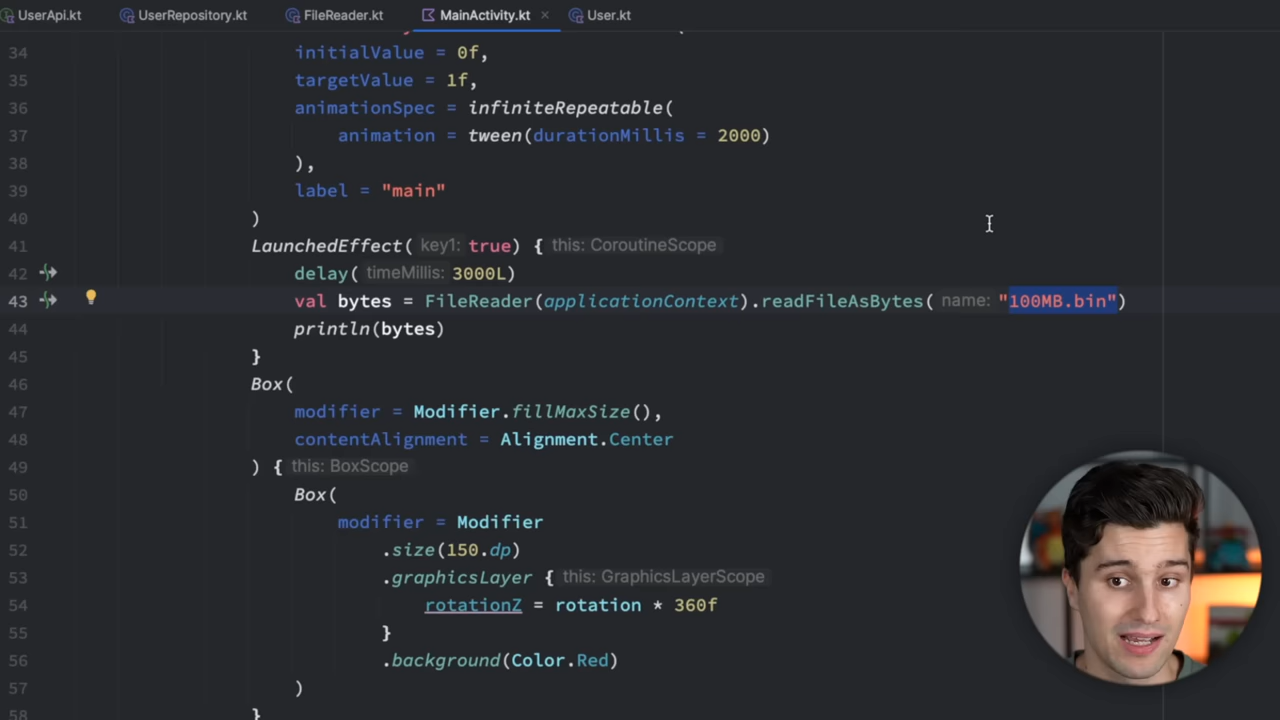 UserApi.kt UserRepository.kt FileReader.kt MainActivity.kt × User.kt
34
35 initialValue = 0f,
targetValue = 1f,
36 animationSpec = infiniteRepeatable(
37 animation = tween(durationMillis = 2000)
38 ),
39 label = "main"
40 )
41 LaunchedEffect( key1: true) { this: CoroutineScope
42 delay( timeMillis: 3000L)
43 val bytes = FileReader(applicationContext).readFileAsBytes( name: "100MB.bin")
44 println(bytes)
45 }
46 Box(
47 modifier = Modifier.fillMaxSize(),
48 contentAlignment = Alignment.Center
49 ) { this: BoxScope
50 Box(
51 modifier = Modifier
52 .size(150.dp)
53 .graphicsLayer { this: GraphicsLayerScope
54 rotationZ = rotation * 360f
55 }
56 .background(Color.Red)
57 )
58 }